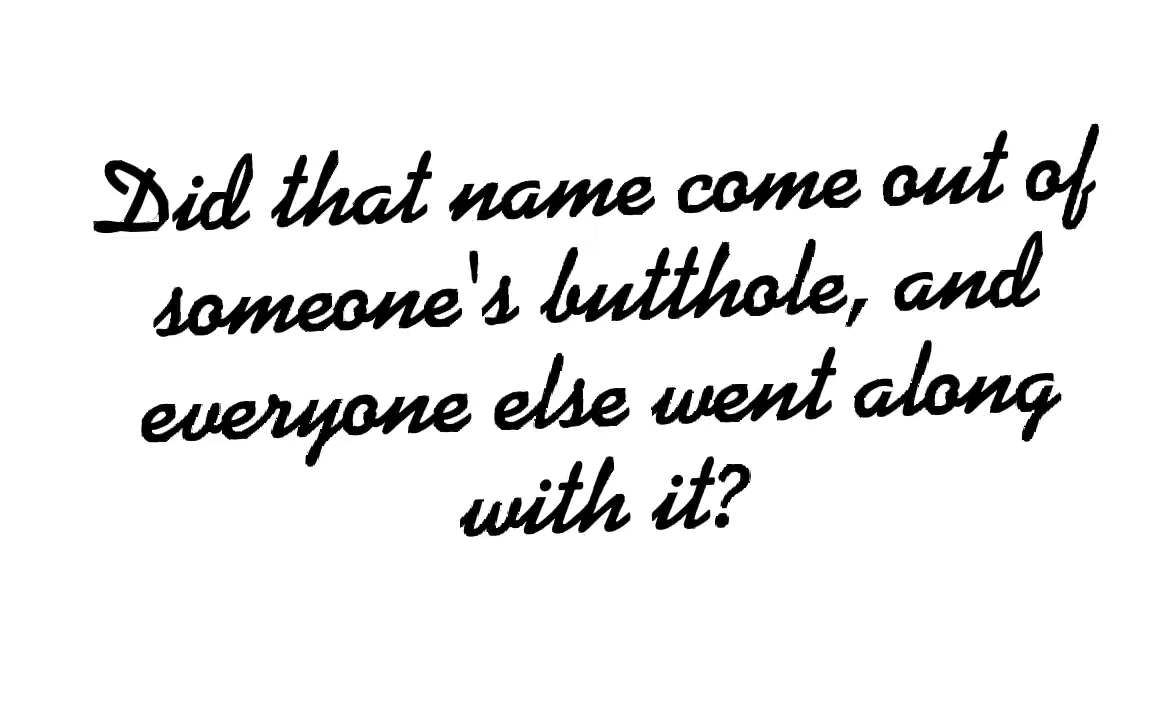 Did that name come out of
someone's butthole, and
everyone else went along
with it?